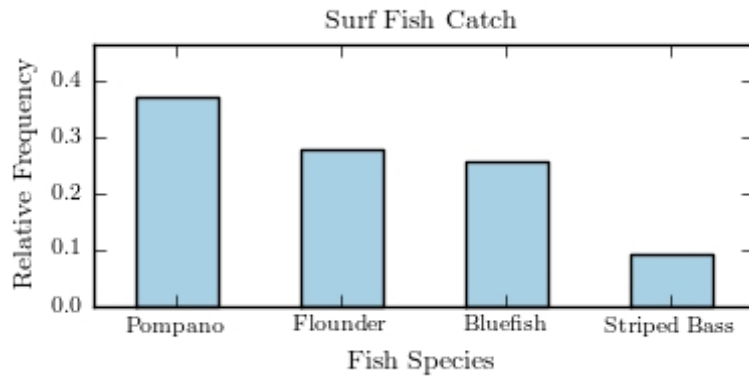 Surf Fish Catch
Relative Frequency
0.4
0.3
0.2
0.1
0.0
Pompano Flounder Bluefish Striped Bass
Fish Species